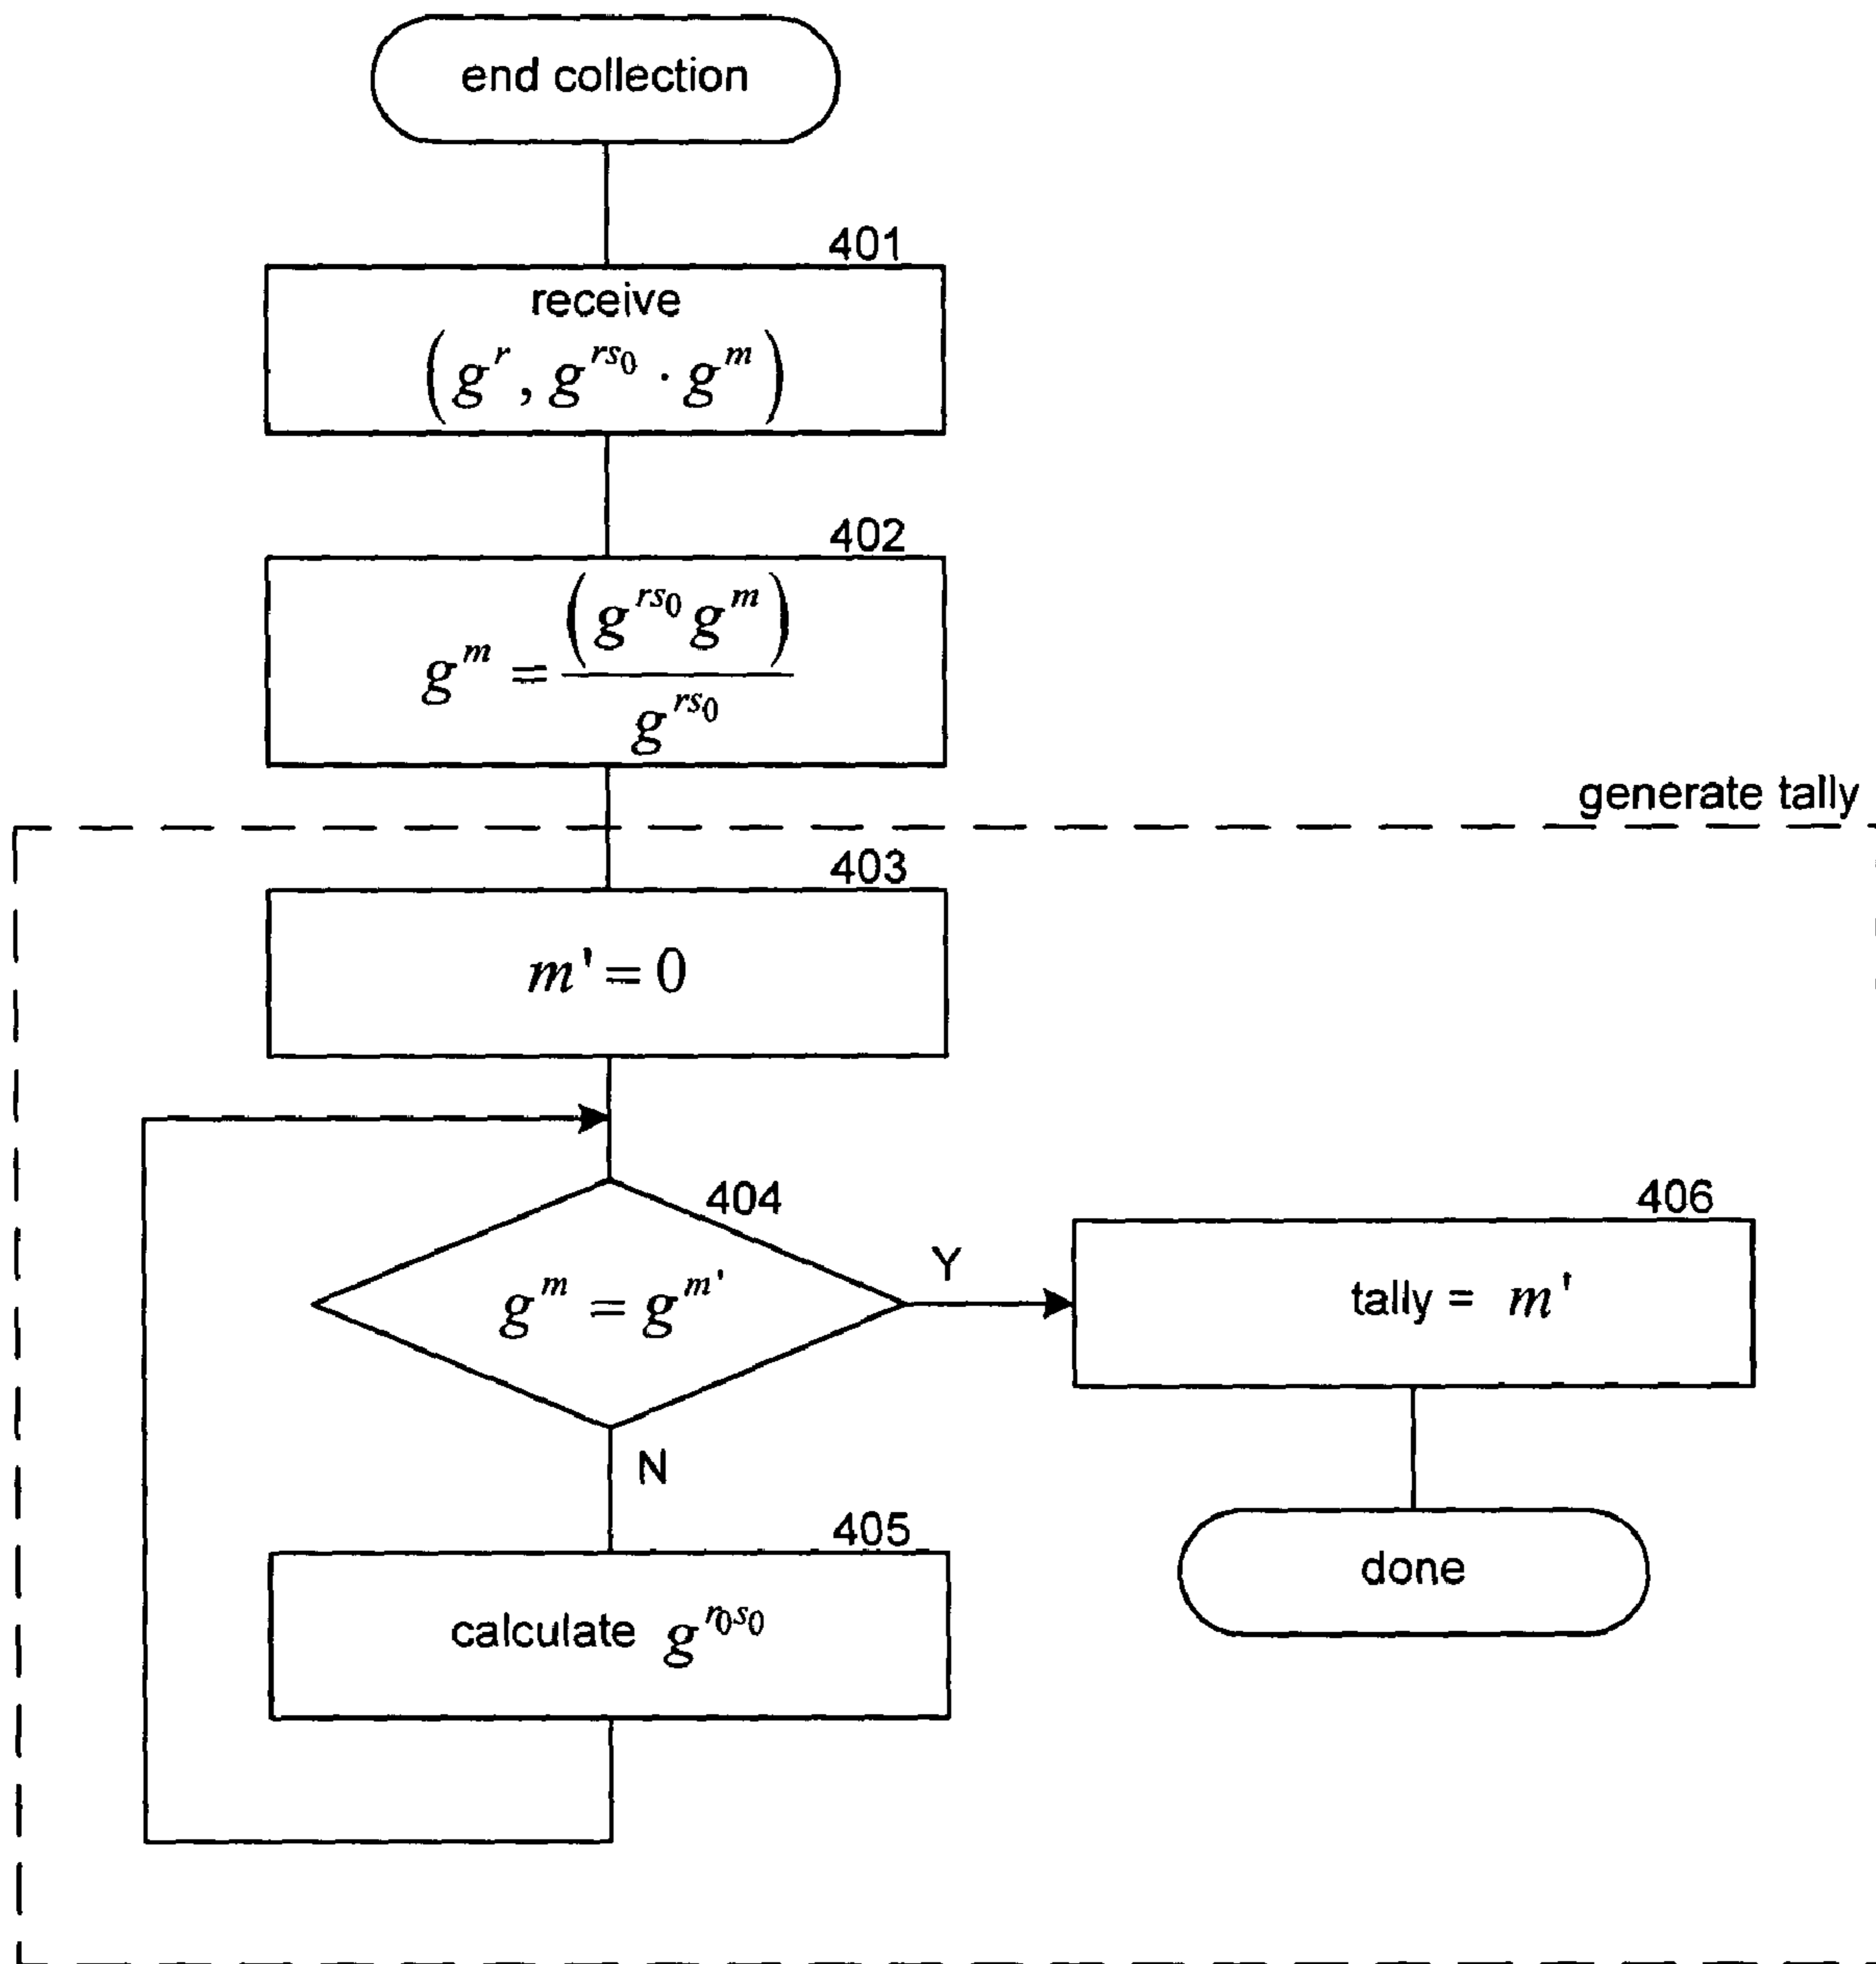 end collection
401
receive
(g^r, g^{rs_0} · g^m)
402
g^m = \frac{(g^{rs_0} g^m)}{g^{rs_0}}
generate tally
403
m' = 0
404
g^m = g^{m'}
Y
406
tally = m'
N
405
calculate g^{r_0 s_0}
done